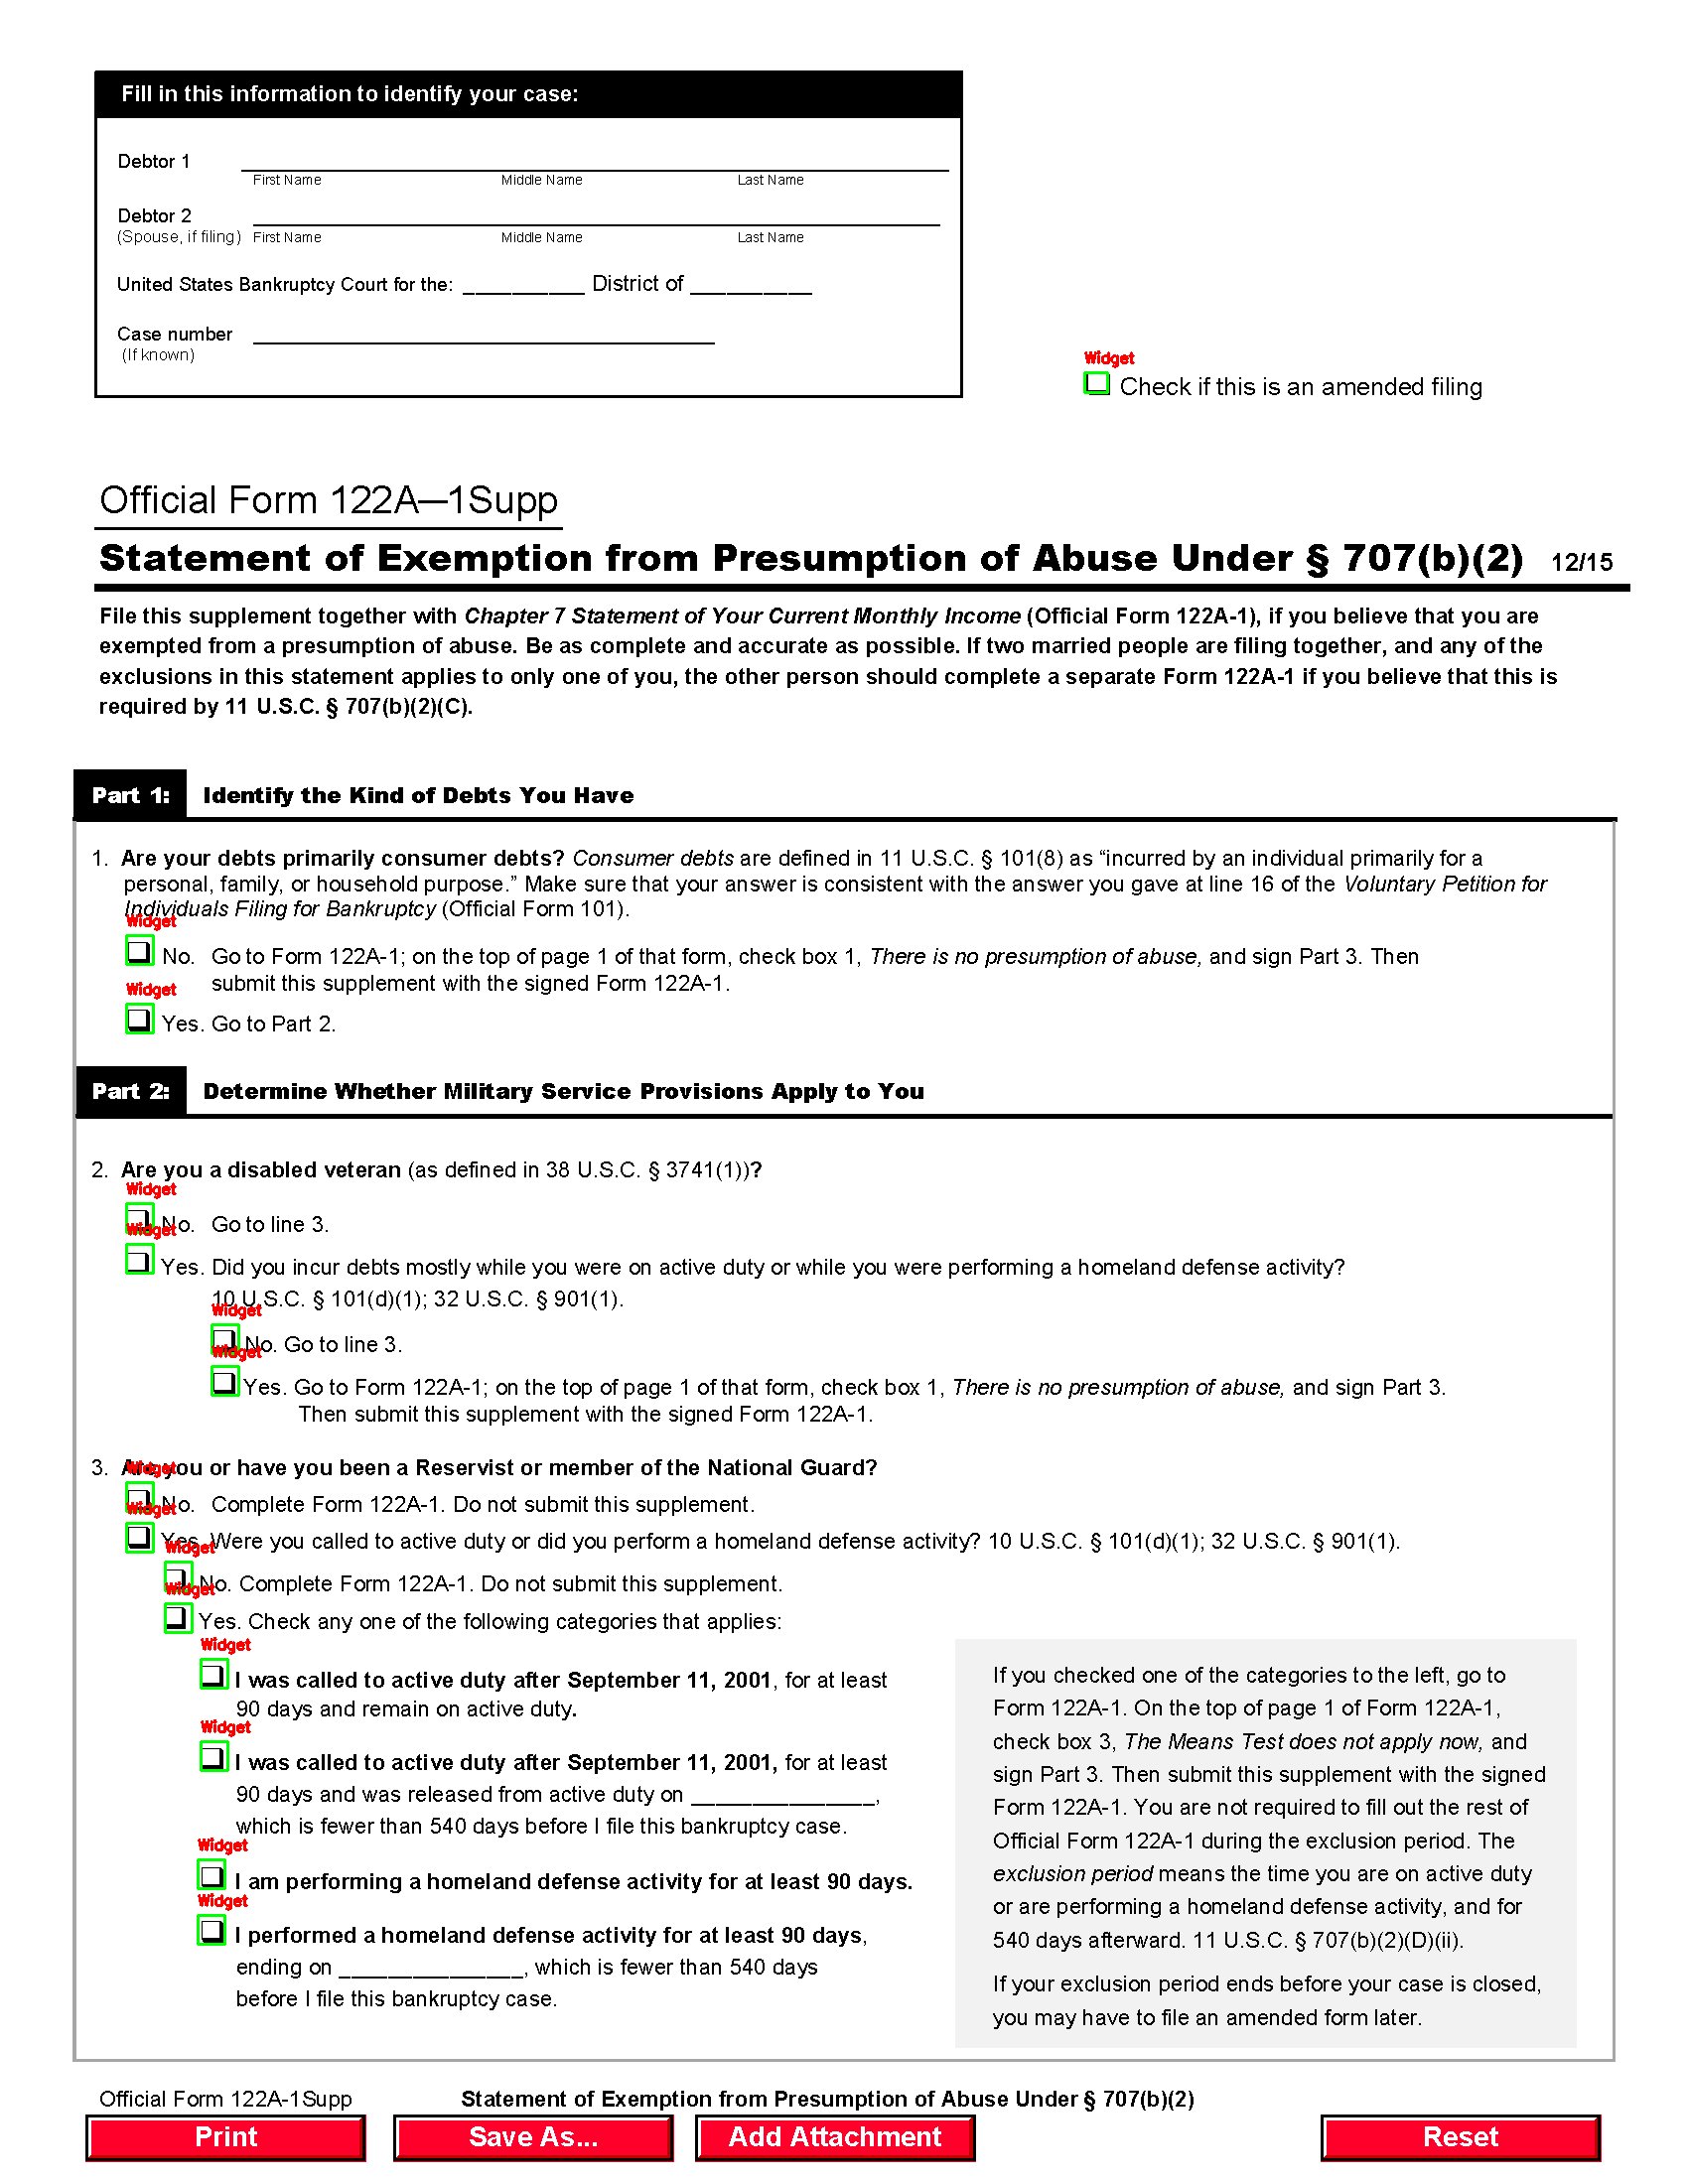 Fill in this information to identify your case:
Debtor 1
First Name Middle Name Last Name
Debtor 2
(Spouse, if filing) First Name Middle Name Last Name
United States Bankruptcy Court for the: __________ District of __________
Case number
(If known)
Widget
Check if this is an amended filing
Official Form 122A—1Supp
Statement of Exemption from Presumption of Abuse Under § 707(b)(2) 12/15
File this supplement together with Chapter 7 Statement of Your Current Monthly Income (Official Form 122A-1), if you believe that you are
exempted from a presumption of abuse. Be as complete and accurate as possible. If two married people are filing together, and any of the
exclusions in this statement applies to only one of you, the other person should complete a separate Form 122A-1 if you believe that this is
required by 11 U.S.C. § 707(b)(2)(C).
Part 1: Identify the Kind of Debts You Have
1. Are your debts primarily consumer debts? Consumer debts are defined in 11 U.S.C. § 101(8) as “incurred by an individual primarily for a
personal, family, or household purpose.” Make sure that your answer is consistent with the answer you gave at line 16 of the Voluntary Petition for
Individuals Filing for Bankruptcy (Official Form 101).
Widget
No. Go to Form 122A-1; on the top of page 1 of that form, check box 1, There is no presumption of abuse, and sign Part 3. Then
submit this supplement with the signed Form 122A-1.
Widget
Yes. Go to Part 2.
Part 2: Determine Whether Military Service Provisions Apply to You
2. Are you a disabled veteran (as defined in 38 U.S.C. § 3741(1))?
Widget
No. Go to line 3.
Widget
Yes. Did you incur debts mostly while you were on active duty or while you were performing a homeland defense activity?
10 U.S.C. § 101(d)(1); 32 U.S.C. § 901(1).
Widget
No. Go to line 3.
Widget
Yes. Go to Form 122A-1; on the top of page 1 of that form, check box 1, There is no presumption of abuse, and sign Part 3.
Then submit this supplement with the signed Form 122A-1.
3. Are you or have you been a Reservist or member of the National Guard?
Widget
No. Complete Form 122A-1. Do not submit this supplement.
Widget
Yes. Were you called to active duty or did you perform a homeland defense activity? 10 U.S.C. § 101(d)(1); 32 U.S.C. § 901(1).
Widget
No. Complete Form 122A-1. Do not submit this supplement.
Widget
Yes. Check any one of the following categories that applies:
Widget
I was called to active duty after September 11, 2001, for at least
90 days and remain on active duty.
Widget
I was called to active duty after September 11, 2001, for at least
90 days and was released from active duty on _______________,
which is fewer than 540 days before I file this bankruptcy case.
Widget
I am performing a homeland defense activity for at least 90 days.
Widget
I performed a homeland defense activity for at least 90 days,
ending on _______________, which is fewer than 540 days
before I file this bankruptcy case.
If you checked one of the categories to the left, go to
Form 122A-1. On the top of page 1 of Form 122A-1,
check box 3, The Means Test does not apply now, and
sign Part 3. Then submit this supplement with the signed
Form 122A-1. You are not required to fill out the rest of
Official Form 122A-1 during the exclusion period. The
exclusion period means the time you are on active duty
or are performing a homeland defense activity, and for
540 days afterward. 11 U.S.C. § 707(b)(2)(D)(ii).
If your exclusion period ends before your case is closed,
you may have to file an amended form later.
Official Form 122A-1Supp Statement of Exemption from Presumption of Abuse Under § 707(b)(2)
Print Save As... Add Attachment Reset